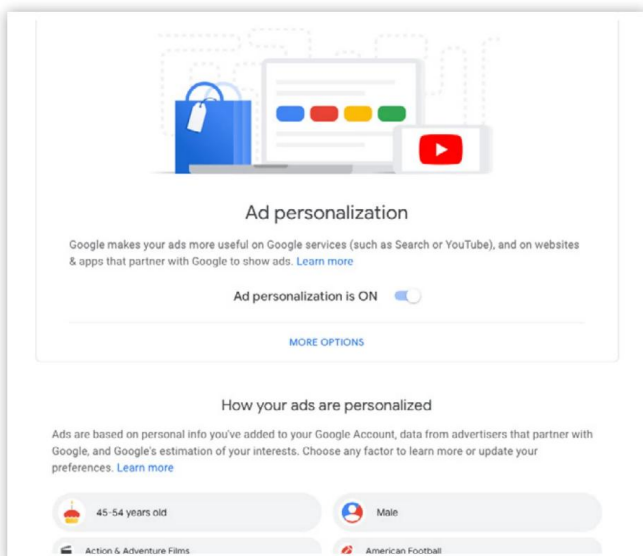 Ad personalization
Google makes your ads more useful on Google services (such as Search or YouTube), and on websites
& apps that partner with Google to show ads. Learn more
Ad personalization is ON
MORE OPTIONS
How your ads are personalized
Ads are based on personal info you've added to your Google Account, data from advertisers that partner with
Google, and Google's estimation of your interests. Choose any factor to learn more or update your
preferences. Learn more
45-54 years old
Male
Action & Adventure Films
American Football